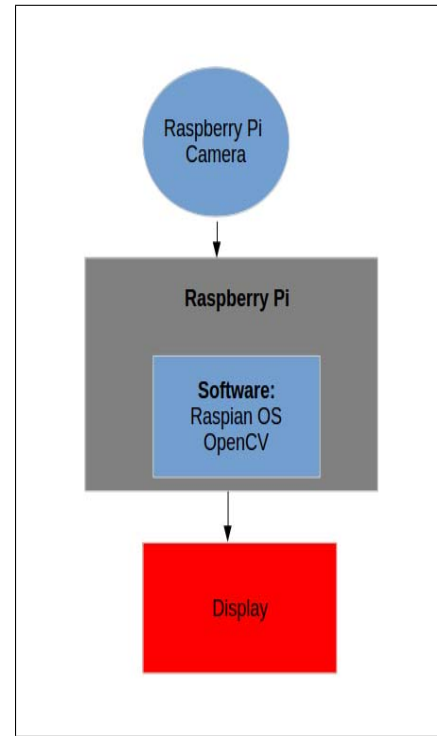 Raspberry Pi
Camera
Raspberry Pi
Software:
Raspian OS
OpenCV
Display